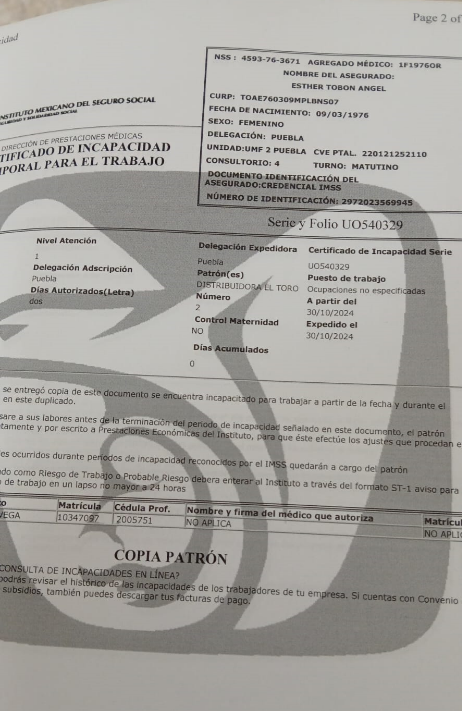 Page 2 of
NSS : 4593-76-3671 AGREGADO MÉDICO: 1F1976OR
NOMBRE DEL ASEGURADO:
ESTHER TOBON ANGEL
CURP: TOAE760309MPLBNS07
FECHA DE NACIMIENTO: 09/03/1976
SEXO: FEMENINO
DELEGACIÓN: PUEBLA
UNIDAD:UMF 2 PUEBLA CVE PTAL. 220121252110
CONSULTORIO: 4 TURNO: MATUTINO
DOCUMENTO IDENTIFICACIÓN DEL
ASEGURADO:CREDENCIAL IMSS
NÚMERO DE IDENTIFICACIÓN: 2972023569945
NSTITUTO MEXICANO DEL SEGURO SOCIAL
DIRECCIÓN DE PRESTACIONES MÉDICAS
TIFICADO DE INCAPACIDAD
PORAL PARA EL TRABAJO
Serie y Folio UO540329
Nivel Atención
1
Delegación Adscripción
Puebla
Días Autorizados(Letra)
dos
Delegación Expedidora
Puebla
Patrón(es)
DISTRIBUIDORA EL TORO
Número
2
Control Maternidad
NO
Días Acumulados
0
Certificado de Incapacidad Serie
UO540329
Puesto de trabajo
Ocupaciones no especificadas
A partir del
30/10/2024
Expedido el
30/10/2024
se entregó copia de este documento se encuentra incapacitado para trabajar a partir de la fecha y durante el
en este duplicado.
sare a sus labores antes de la terminación del periodo de incapacidad señalado en este documento, el patrón
tamente y por escrito a Prestaciones Económicas del Instituto, para que éste efectúe los ajustes que procedan e
es ocurridos durante periodos de incapacidad reconocidos por el IMSS quedarán a cargo del patrón
do como Riesgo de Trabajo o Probable Riesgo debera enterar al Instituto a través del formato ST-1 aviso para
de trabajo en un lapso no mayor a 24 horas
to Matrícula Cédula Prof. Nombre y firma del médico que autoriza Matrícul
VEGA 10347097 2005751 NO APLICA NO APLIC
COPIA PATRÓN
CONSULTA DE INCAPACIDADES EN LÍNEA?
podrás revisar el histórico de las incapacidades de los trabajadores de tu empresa. Si cuentas con Convenio
subsidios, también puedes descargar tus facturas de pago.